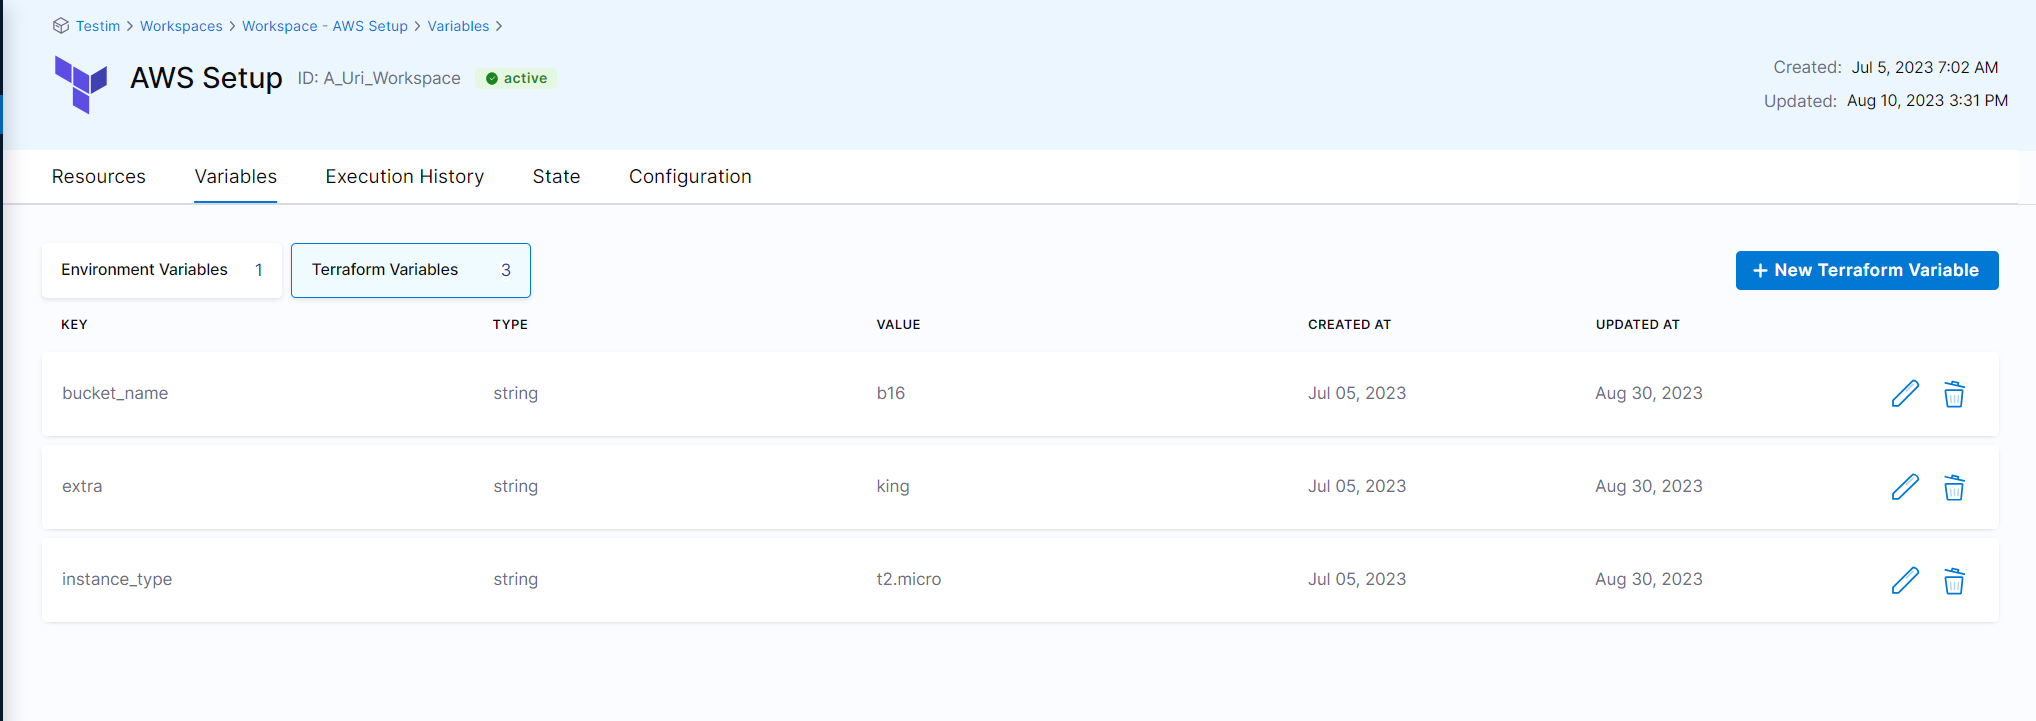 Testim > Workspaces > Workspace - AWS Setup > Variables >
AWS Setup ID: A_Uri_Workspace active
Created: Jul 5, 2023 7:02 AM
Updated: Aug 10, 2023 3:31 PM
Resources Variables Execution History State Configuration
Environment Variables 1 Terraform Variables 3 + New Terraform Variable
KEY TYPE VALUE CREATED AT UPDATED AT
bucket_name string b16 Jul 05, 2023 Aug 30, 2023
extra string king Jul 05, 2023 Aug 30, 2023
instance_type string t2.micro Jul 05, 2023 Aug 30, 2023